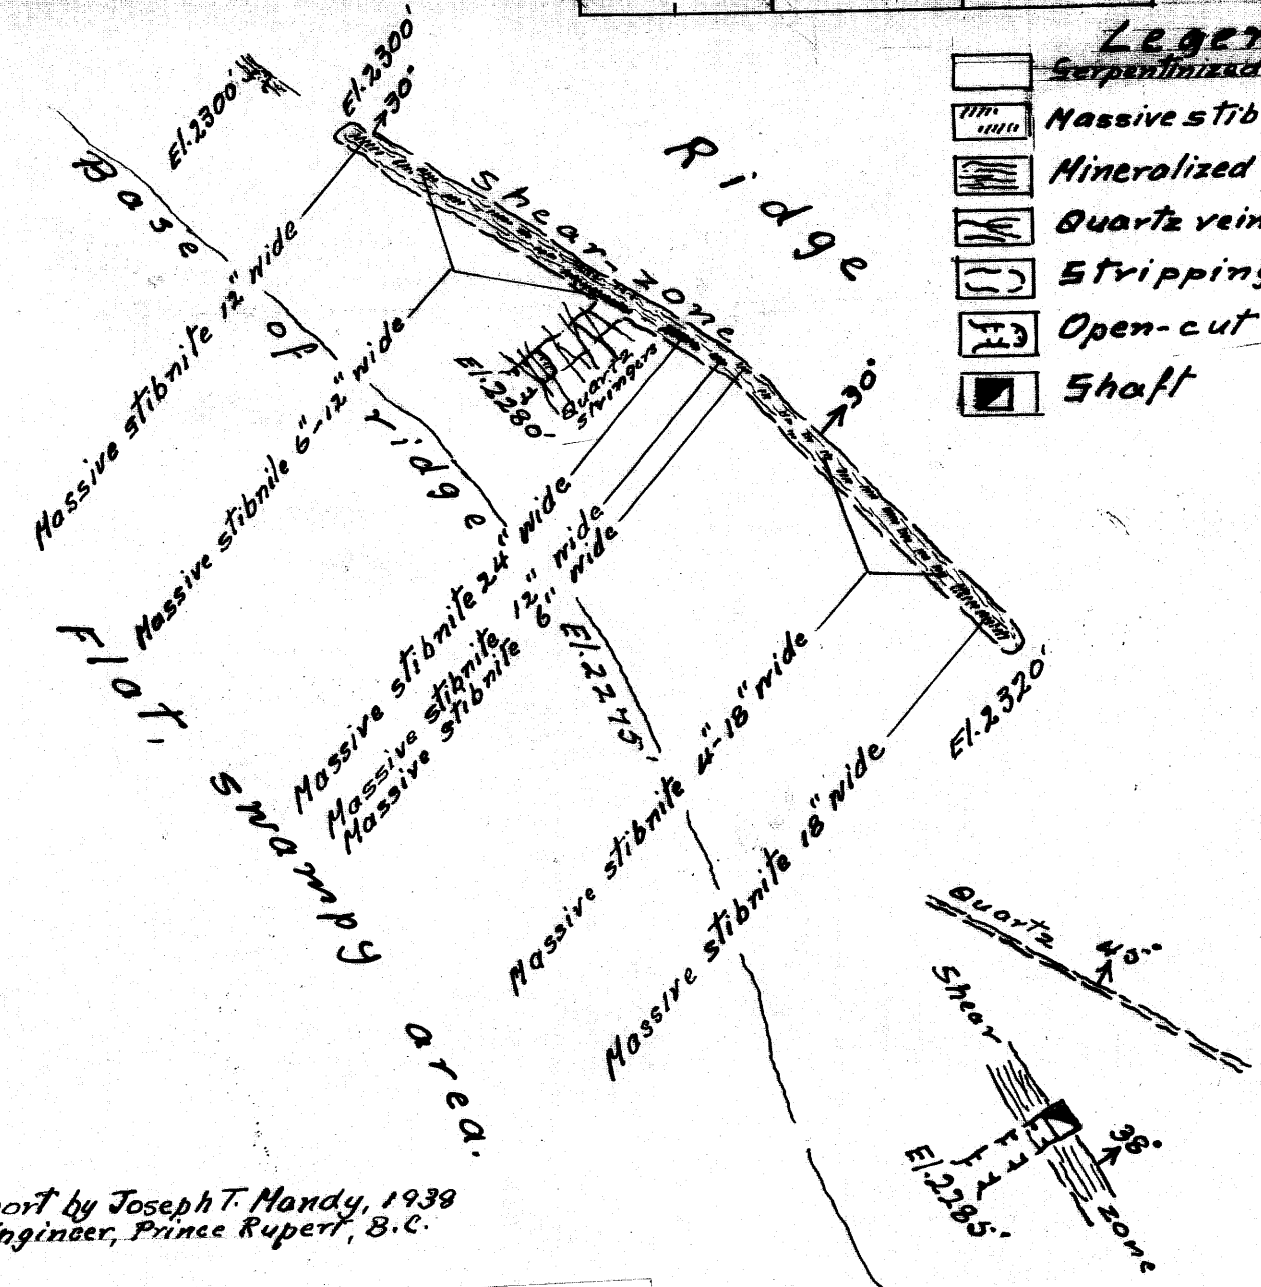 Legen
Serpentinized
Massive stib
Mineralized
Quartz vein
Stripping
Open-cut
Shaft
El. 2300'
El. 2300'
30°
Shear-zone
Ridge
Base of ridge
Massive stibnite 12" wide
Massive stibnite 6"-12" wide
El. 2280'
Quartz
stringers
30°
Massive stibnite 24" wide
Massive stibnite 12" wide
Massive stibnite 6" wide
El. 2275'
Massive stibnite 4"-18" wide
Massive stibnite 18" wide
El. 2320'
Flat, swampy area.
Quartz
45°
Shear zone
38°
El. 2285'
ort by Joseph T. Mandy, 1938
ngineer, Prince Rupert, B.C.